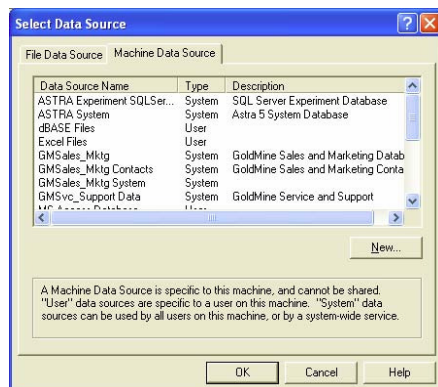 Select Data Source
File Data Source Machine Data Source
Data Source Name Type Description
ASTRA Experiment SQLSer... System SQL Server Experiment Database
ASTRA System System Astra 5 System Database
dBASE Files User
Excel Files User
GMSales_Mktg System GoldMine Sales and Marketing Datab
GMSales_Mktg Contacts System GoldMine Sales and Marketing Conta
GMSales_Mktg System System
GMSvc_Support Data System GoldMine Service and Support
New...
A Machine Data Source is specific to this machine, and cannot be shared.
"User" data sources are specific to a user on this machine. "System" data
sources can be used by all users on this machine, or by a system-wide service.
OK Cancel Help